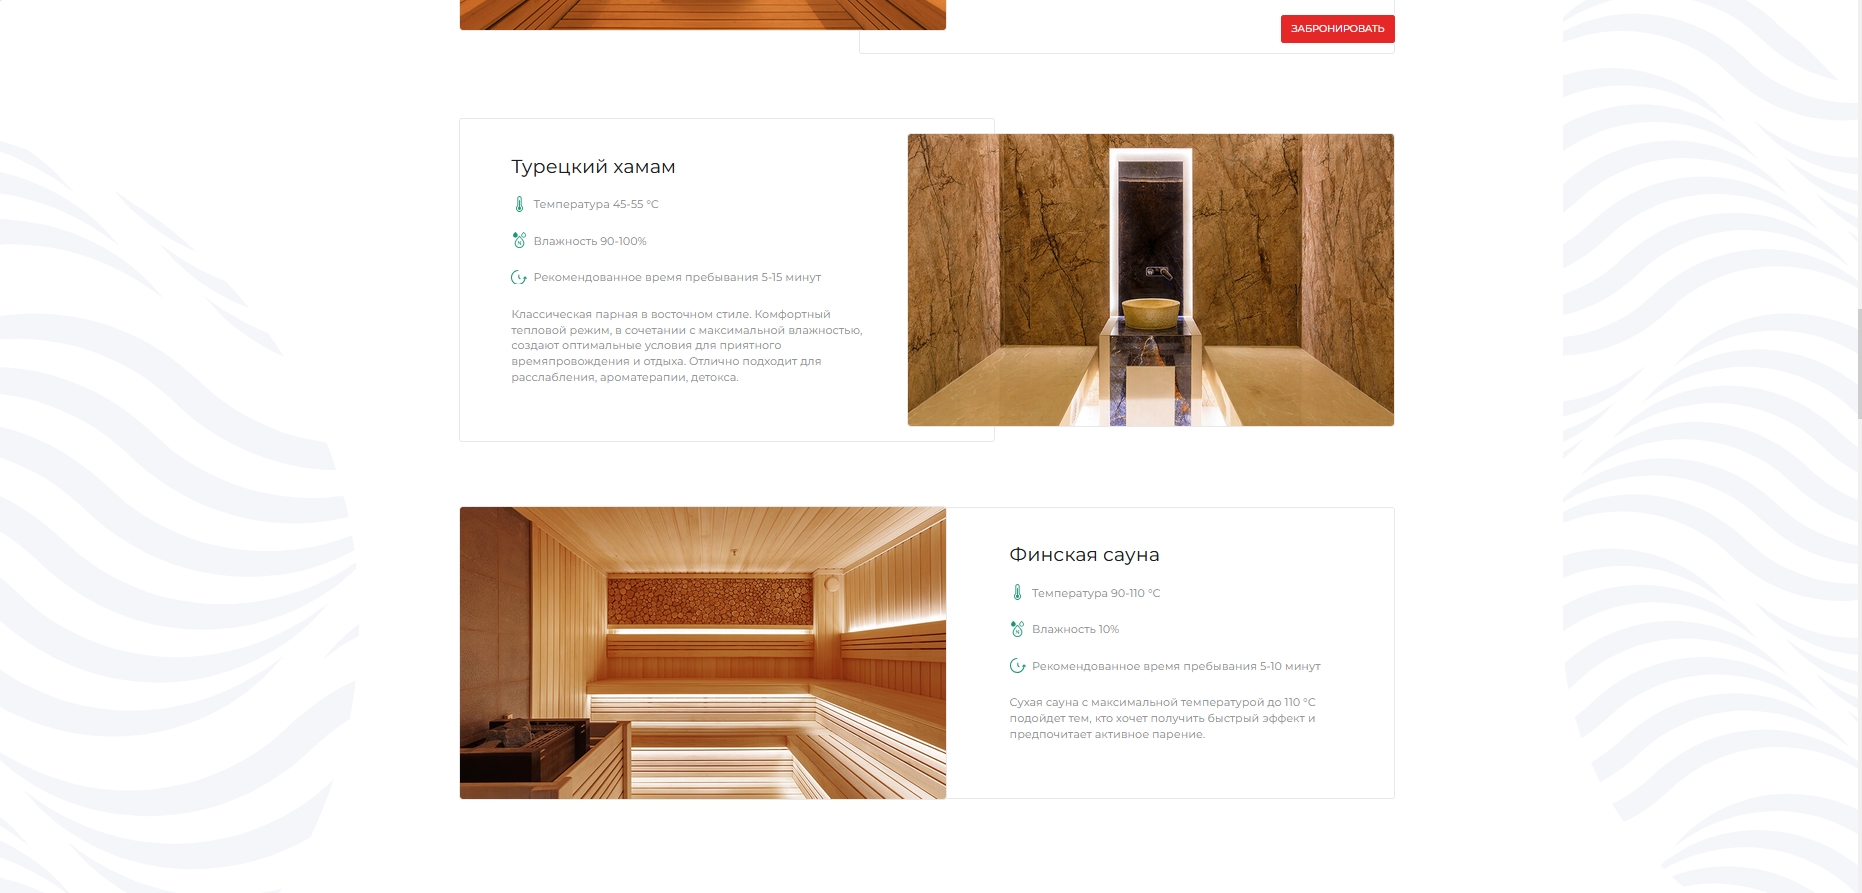 ЗАБРОНИРОВАТЬ
Турецкий хамам
Температура 45-55 °C
Влажность 90-100%
Рекомендованное время пребывания 5-15 минут
Классическая парная в восточном стиле. Комфортный
тепловой режим, в сочетании с максимальной влажностью,
создают оптимальные условия для приятного
времяпровождения и отдыха. Отлично подходит для
расслабления, ароматерапии, детокса.
Финская сауна
Температура 90-110 °C
Влажность 10%
Рекомендованное время пребывания 5-10 минут
Сухая сауна с максимальной температурой до 110 °C
подойдет тем, кто хочет получить быстрый эффект и
предпочитает активное парение.